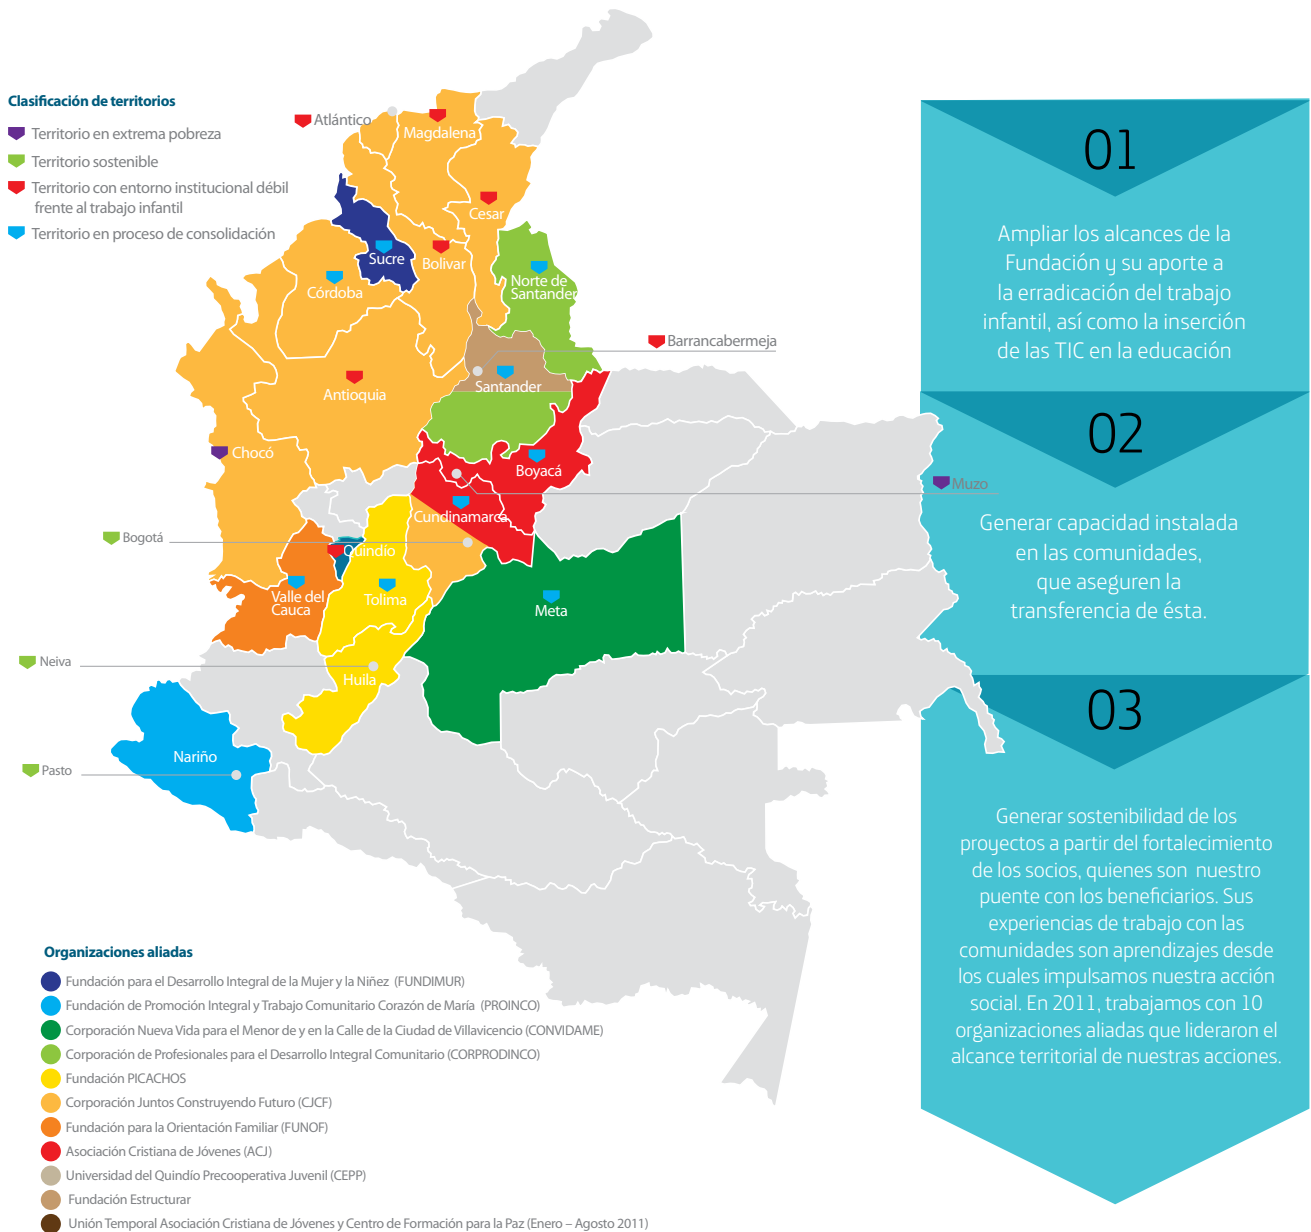 Clasificación de territorios
Territorio en extrema pobreza
Territorio sostenible
Territorio con entorno institucional débil
frente al trabajo infantil
Territorio en proceso de consolidación
Atlántico
Magdalena
Cesar
Sucre
Bolivar
Córdoba
Norte de
Santander
Barrancabermeja
Santander
Antioquia
Chocó
Boyacá
Muzo
Cundinamarca
Bogotá
Quindío
Valle del
Cauca
Tolima
Meta
Neiva
Huila
Nariño
Pasto
01
Ampliar los alcances de la
Fundación y su aporte a
la erradicación del trabajo
infantil, así como la inserción
de las TIC en la educación
02
Generar capacidad instalada
en las comunidades,
que aseguren la
transferencia de ésta.
03
Generar sostenibilidad de los
proyectos a partir del fortalecimiento
de los socios, quienes son nuestro
puente con los beneficiarios. Sus
experiencias de trabajo con las
comunidades son aprendizajes desde
los cuales impulsamos nuestra acción
social. En 2011, trabajamos con 10
organizaciones aliadas que lideraron el
alcance territorial de nuestras acciones.
Organizaciones aliadas
Fundación para el Desarrollo Integral de la Mujer y la Niñez (FUNDIMUR)
Fundación de Promoción Integral y Trabajo Comunitario Corazón de María (PROINCO)
Corporación Nueva Vida para el Menor de y en la Calle de la Ciudad de Villavicencio (CONVIDAME)
Corporación de Profesionales para el Desarrollo Integral Comunitario (CORPRODINCO)
Fundación PICACHOS
Corporación Juntos Construyendo Futuro (CJCF)
Fundación para la Orientación Familiar (FUNOF)
Asociación Cristiana de Jóvenes (ACJ)
Universidad del Quindío Precooperativa Juvenil (CEPP)
Fundación Estructurar
Unión Temporal Asociación Cristiana de Jóvenes y Centro de Formación para la Paz (Enero – Agosto 2011)